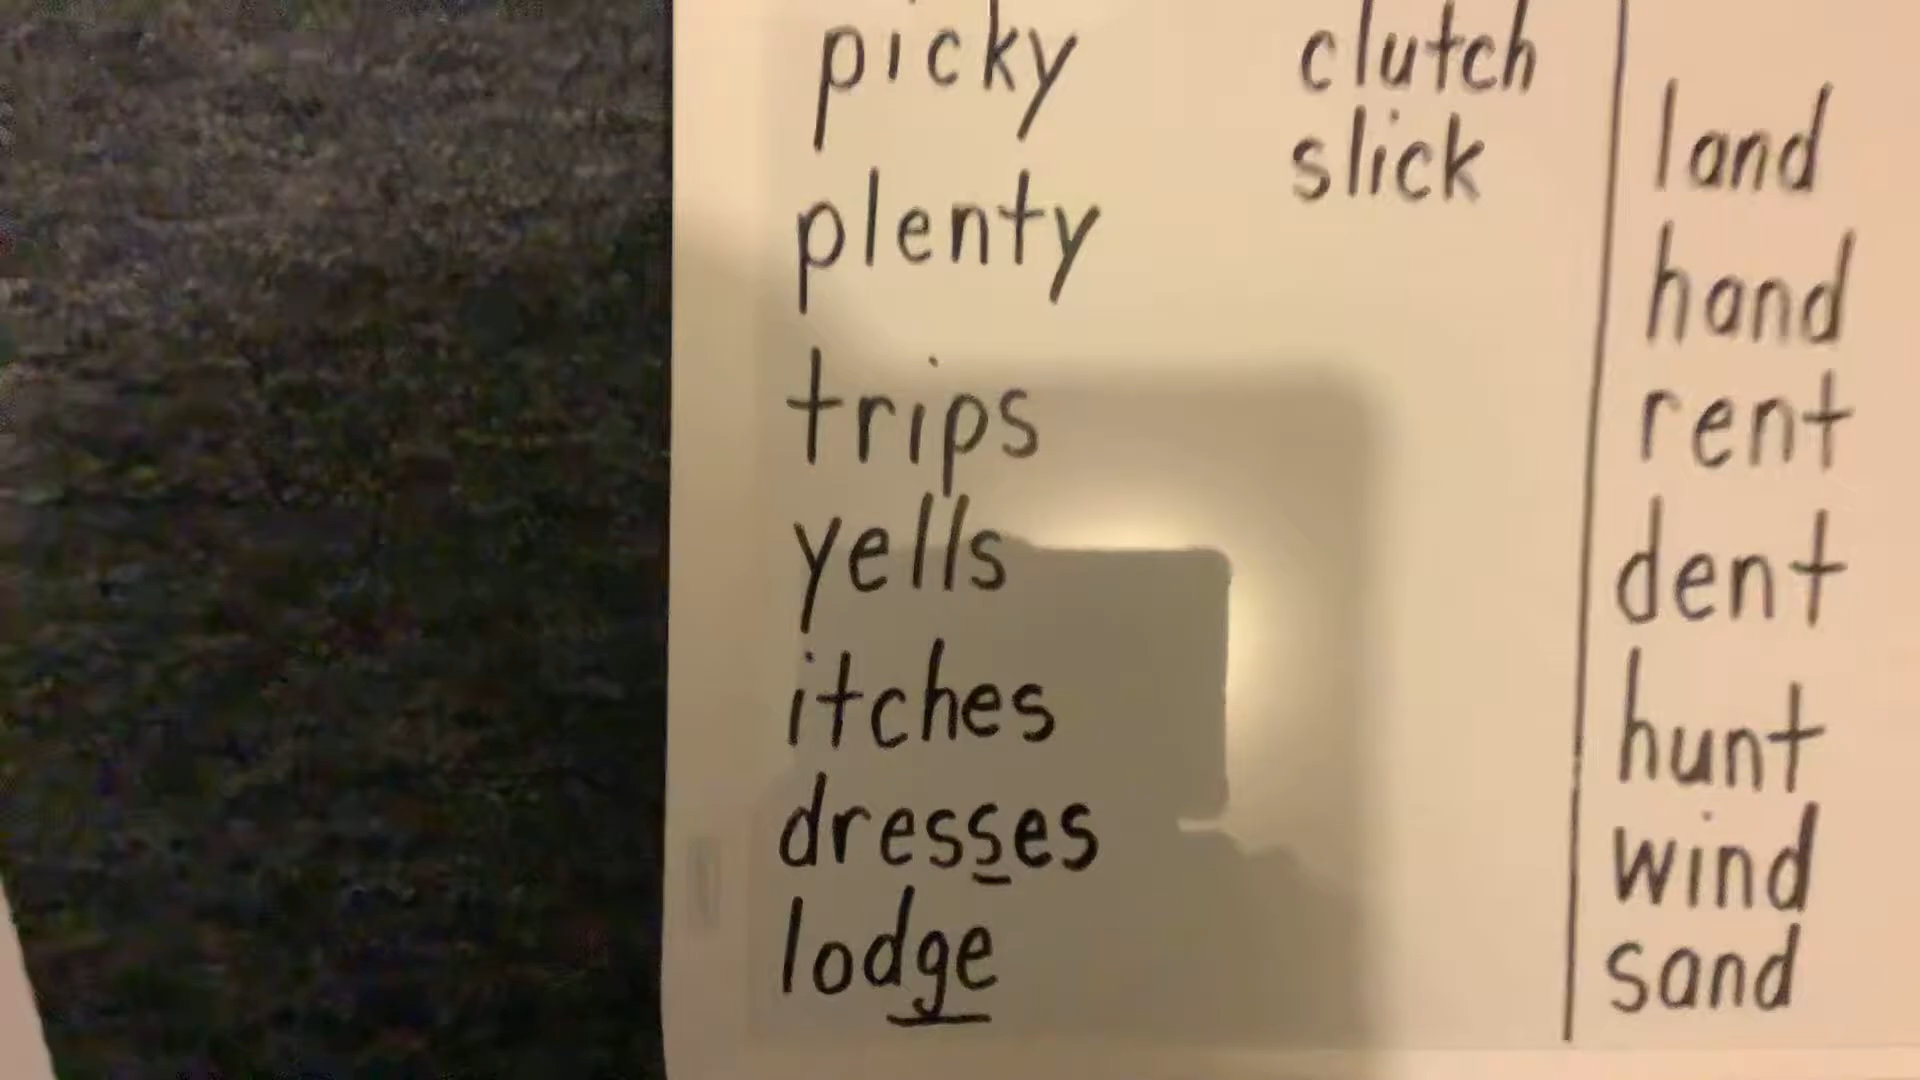 picky
plenty
trips
yells
itches
dresses
lodge
clutch
slick
land
hand
rent
dent
hunt
wind
sand